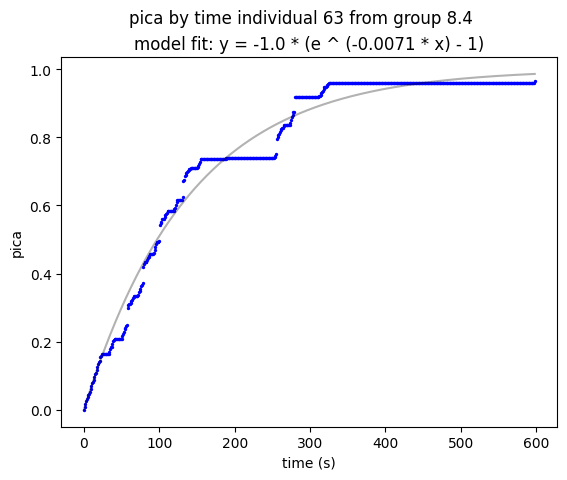 pica by time individual 63 from group 8.4
model fit: y = -1.0 * (e ^ (-0.0071 * x) - 1)
1.0
0.8
0.6
0.4
0.2
0.0
pica
0 100 200 300 400 500 600
time (s)